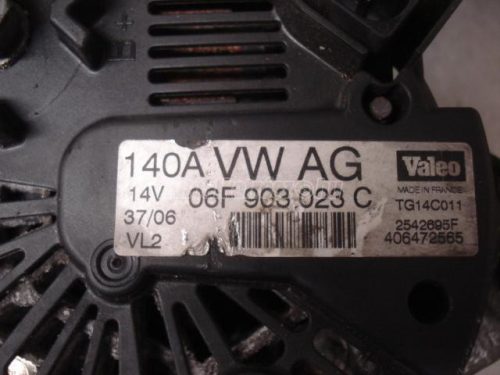 140A VW AG Valeo
14V 06F 903 023 C MADE IN FRANCE
TG14C011
37/06 2542695F
VL2 406472565